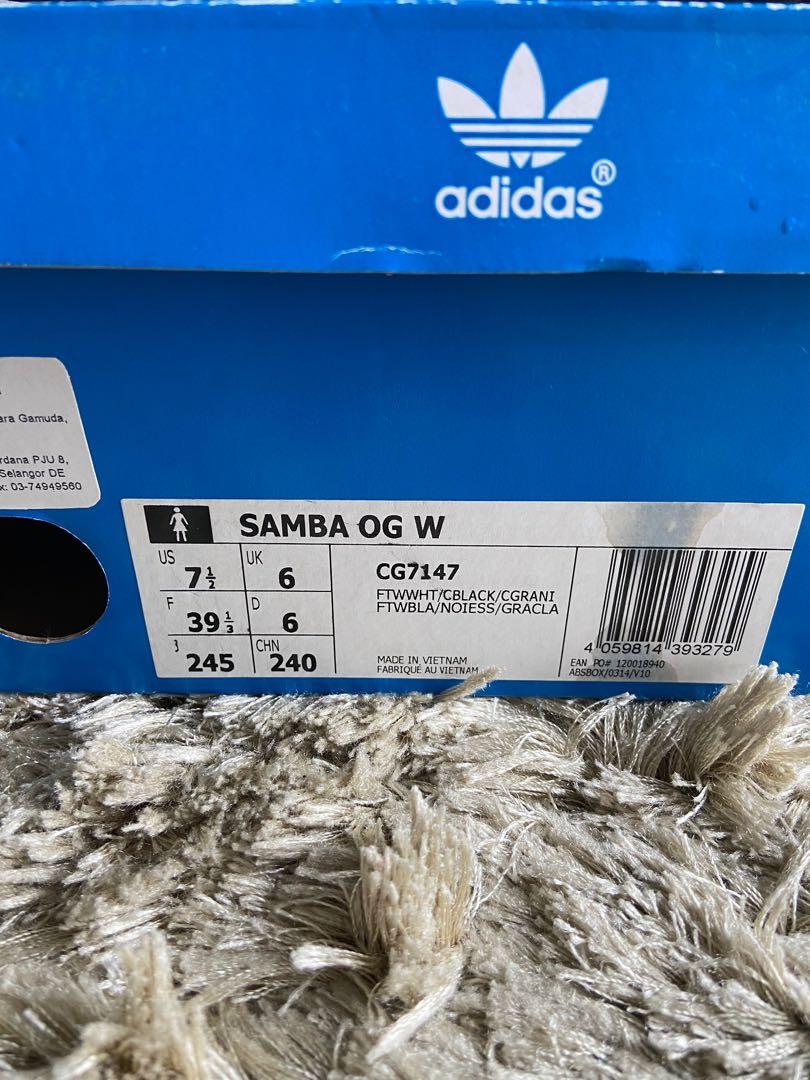 adidas®
ara Gamuda,
rdana PJU 8,
Selangor DE
x: 03-74949560
SAMBA OG W
US 7½ UK 6
F 39⅓ D 6
J 245 CHN 240
CG7147
FTWWHT/CBLACK/CGRANI
FTWBLA/NOIESS/GRACLA
MADE IN VIETNAM
FABRIQUÉ AU VIETNAM
4 059814 393279
EAN PO# 120018940
ABSBOX/0314/V10